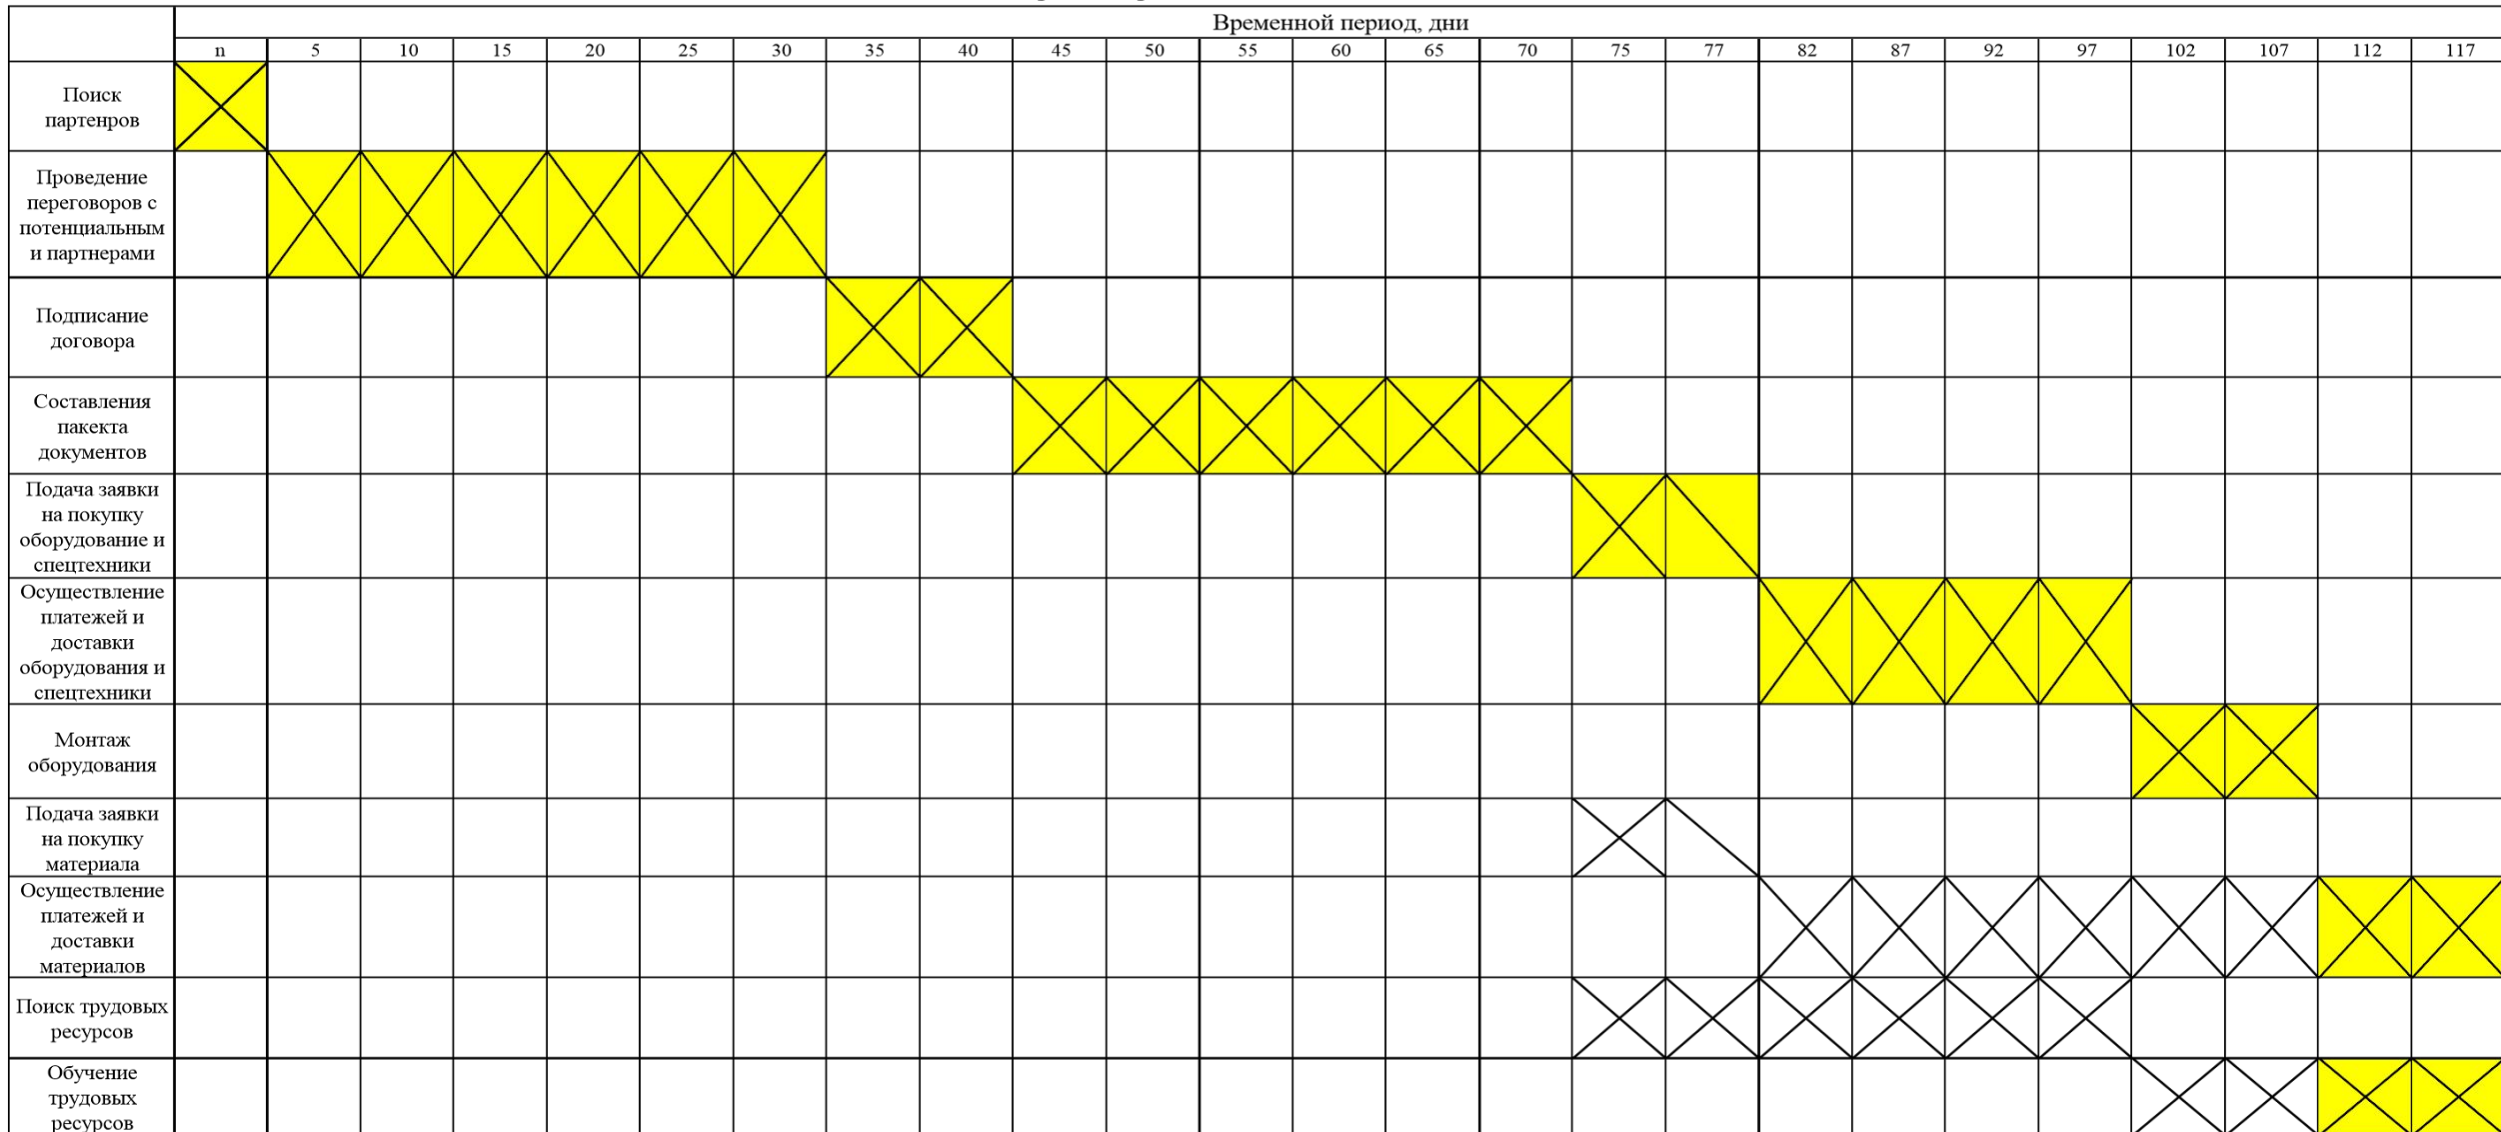 Временной период, дни
n 5 10 15 20 25 30 35 40 45 50 55 60 65 70 75 77 82 87 92 97 102 107 112 117
Поиск
партенров
Проведение
переговоров с
потенциальным
и партнерами
Подписание
договора
Составления
пакекта
документов
Подача заявки
на покупку
оборудование и
спецтехники
Осуществление
платежей и
доставки
оборудования и
спецтехники
Монтаж
оборудования
Подача заявки
на покупку
материала
Осуществление
платежей и
доставки
материалов
Поиск трудовых
ресурсов
Обучение
трудовых
ресурсов